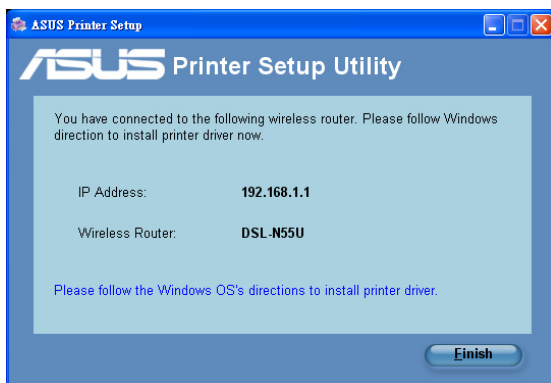 ASUS Printer Setup
ASUS Printer Setup Utility
You have connected to the following wireless router. Please follow Windows
direction to install printer driver now.
IP Address: 192.168.1.1
Wireless Router: DSL-N55U
Please follow the Windows OS's directions to install printer driver.
Finish